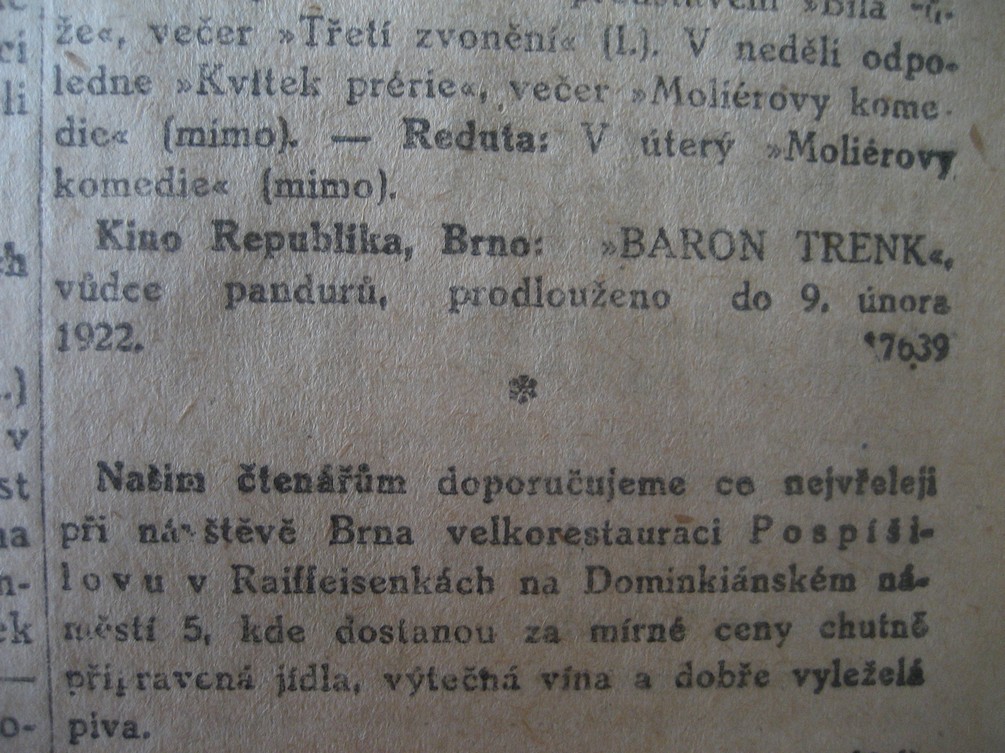 »Bílá
že«, večer »Třetí zvonění« (I.). V neděli odpo-
ledne »Kvítek prérie«, večer »Moliérovy kome-
die« (mimo). — Reduta: V úterý »Moliérovy
komedie« (mimo).
Kino Republika, Brno: »BARON TRENK«,
vůdce pandurů, prodlouženo do 9. února
1922. *7639
*
Našim čtenářům doporučujeme co nejvřeleji
při návštěvě Brna velkorestauraci Pospíši-
lovu v Raiffeisenkách na Dominkiánském ná-
městí 5, kde dostanou za mírné ceny chutně
připravená jídla, výtečná vína a dobře vyleželá
piva.